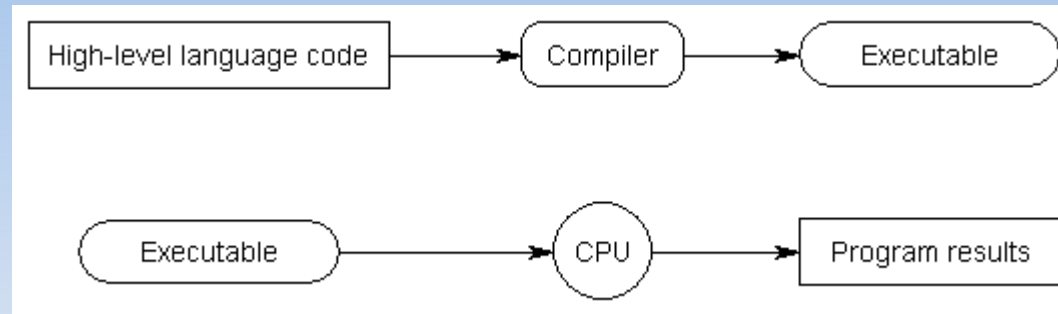 High-level language code
Compiler
Executable
Executable
CPU
Program results